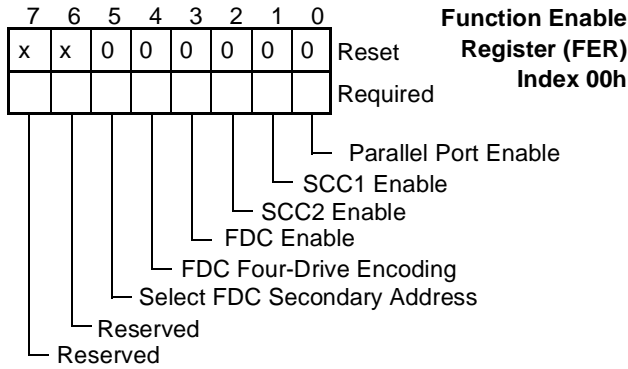 7 6 5 4 3 2 1 0
Function Enable
Register (FER)
Index 00h
x x 0 0 0 0 0 0 Reset
Required
Parallel Port Enable
SCC1 Enable
SCC2 Enable
FDC Enable
FDC Four-Drive Encoding
Select FDC Secondary Address
Reserved
Reserved